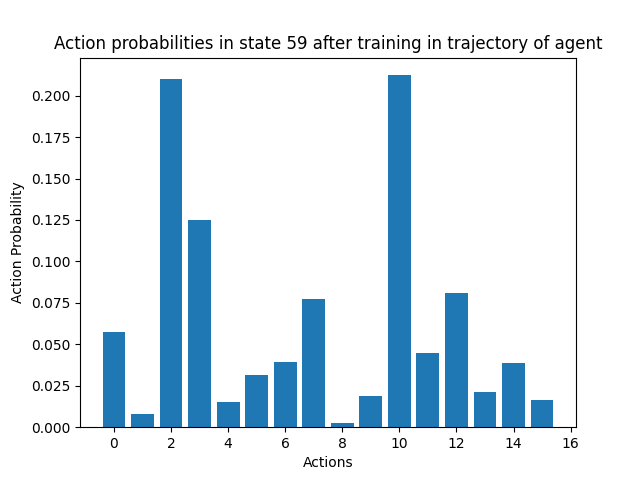 Action probabilities in state 59 after training in trajectory of agent
0.200
0.175
0.150
0.125
0.100
0.075
0.050
0.025
0.000
Action Probability
0 2 4 6 8 10 12 14 16
Actions